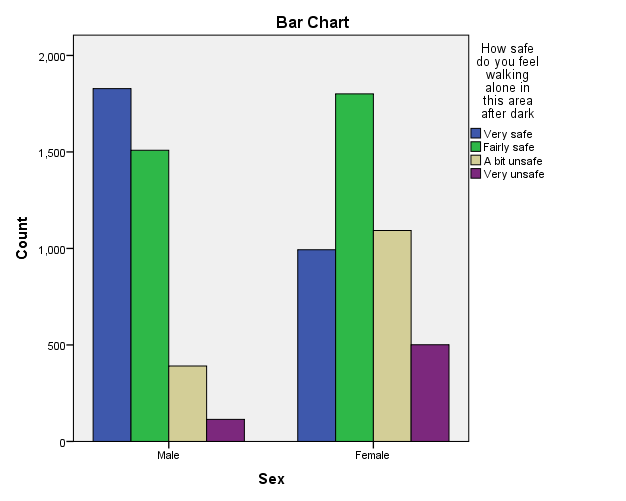 Bar Chart
How safe
do you feel
walking
alone in
this area
after dark
Very safe
Fairly safe
A bit unsafe
Very unsafe
Count
2,000
1,500
1,000
500
0
Male
Female
Sex